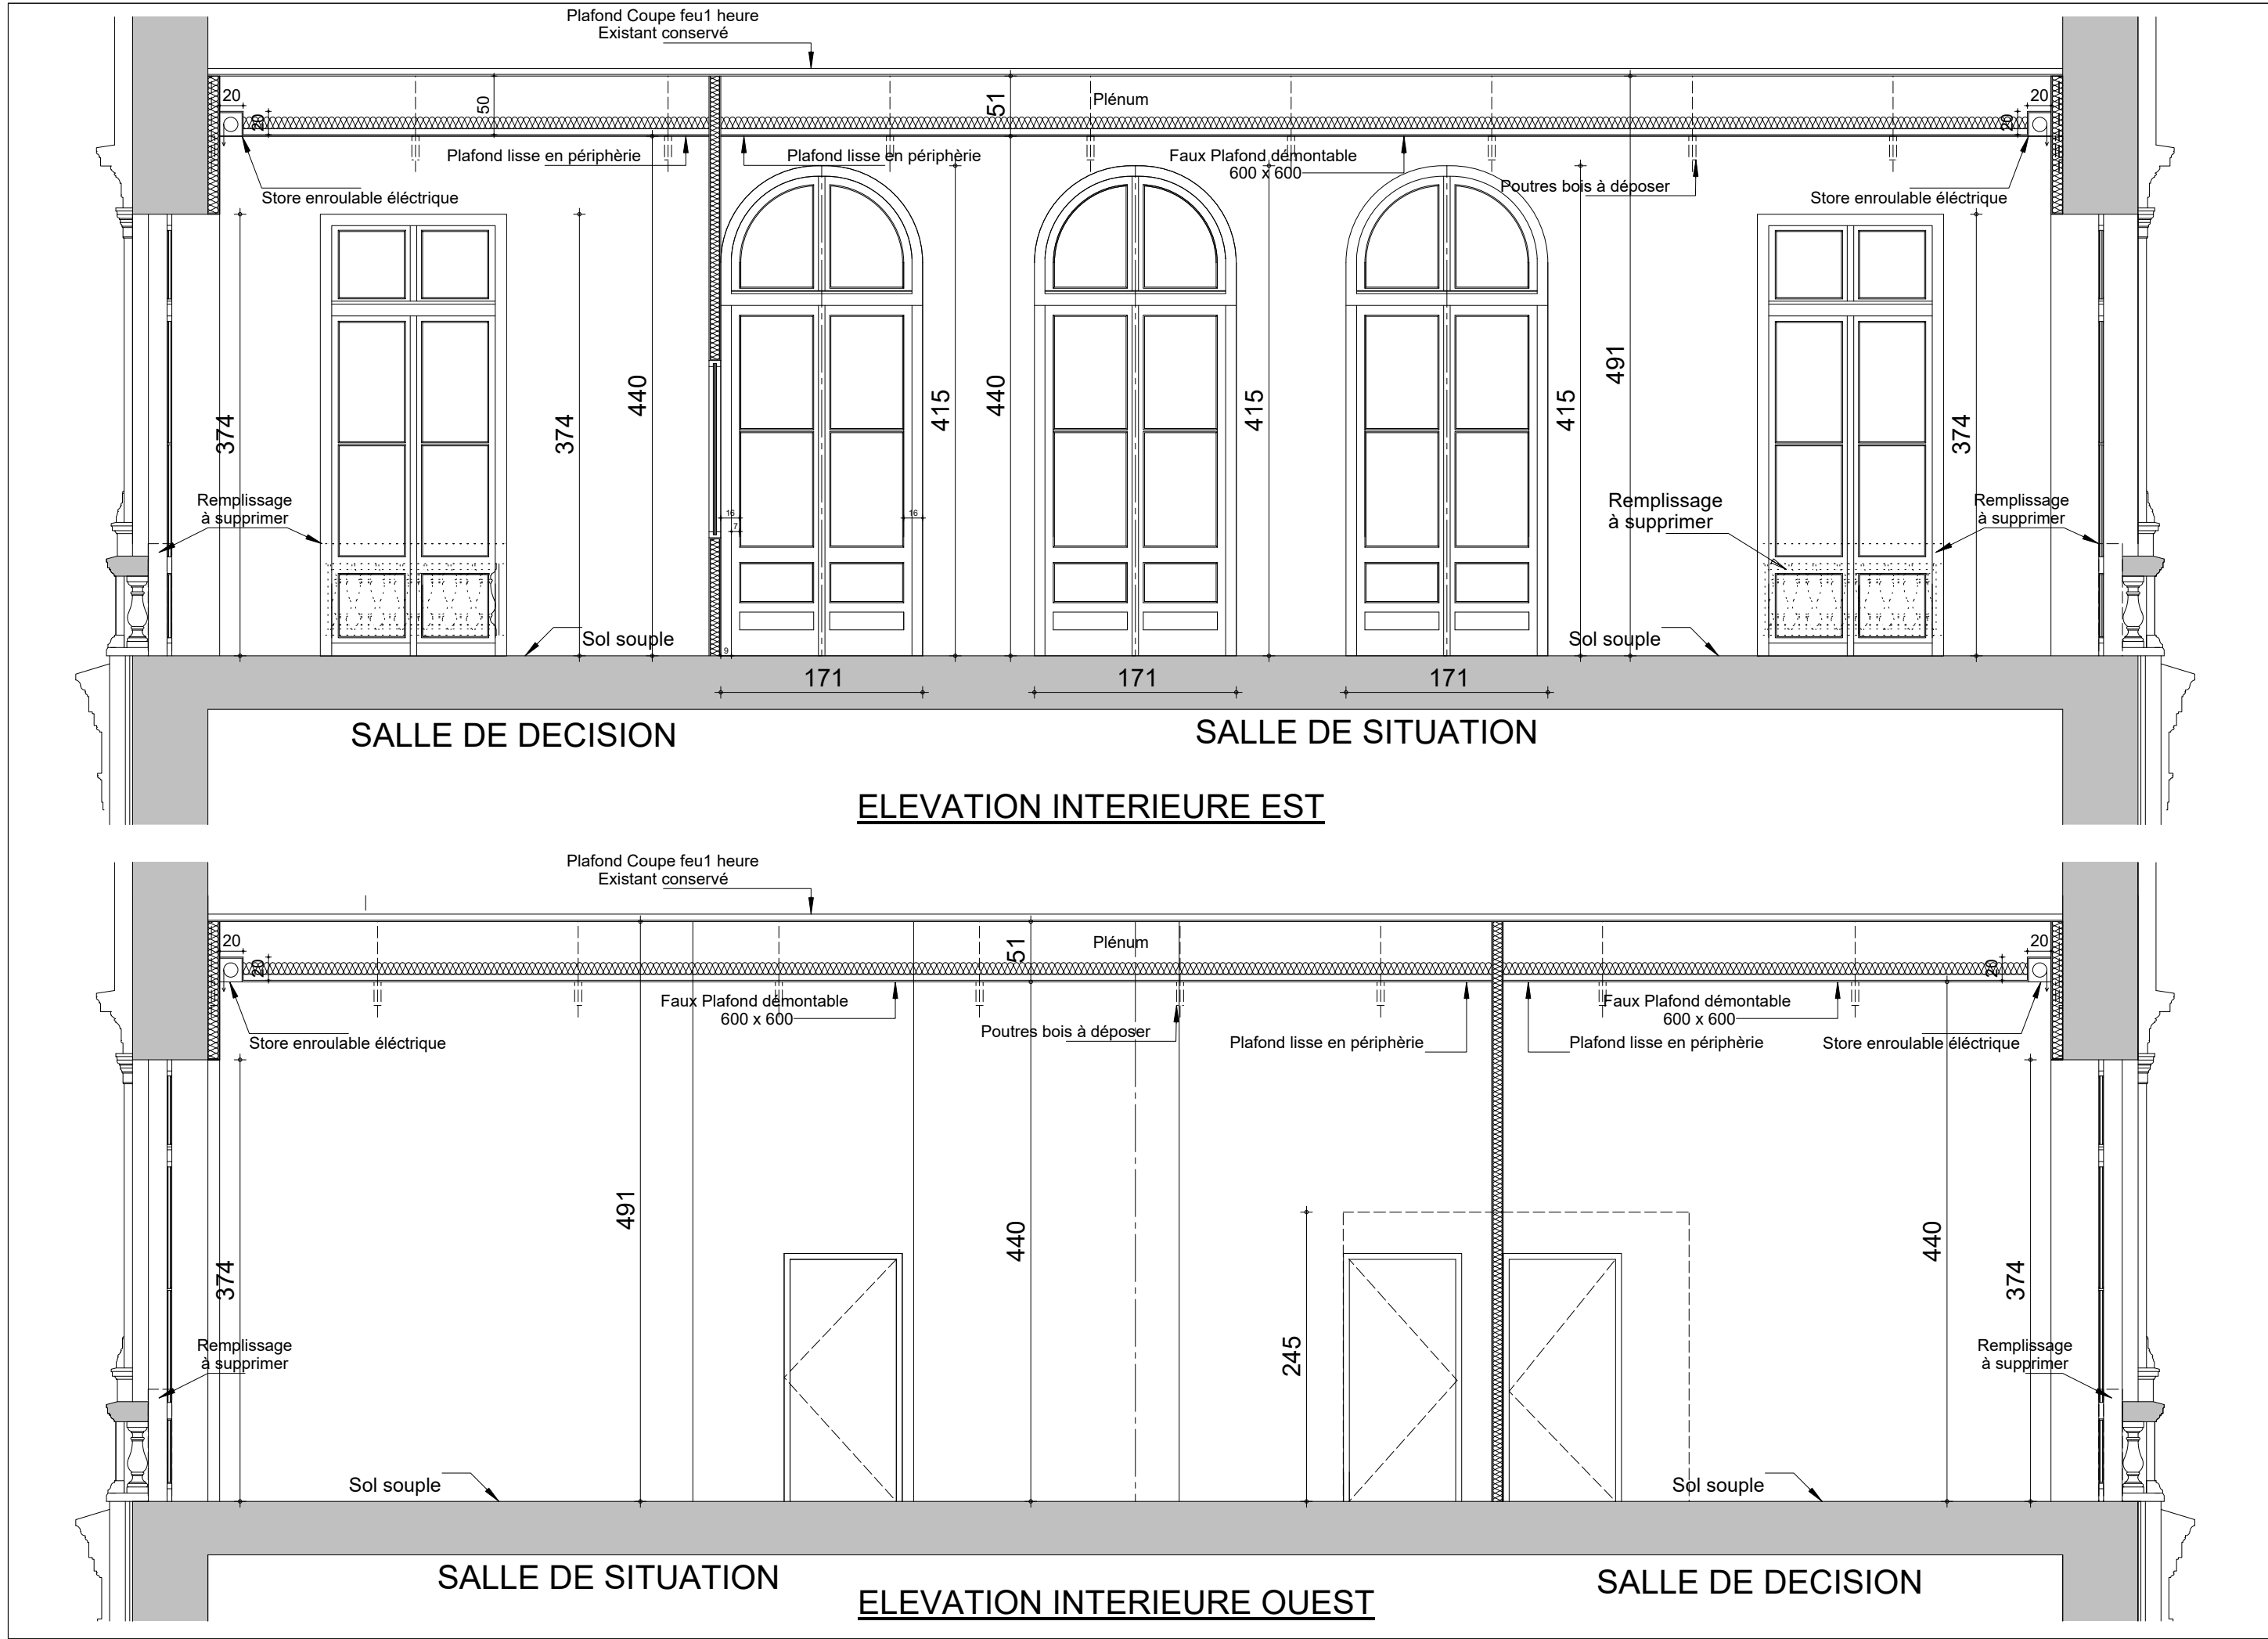 Plafond Coupe feu1 heure
Existant conservé
20
20
50
51
Plénum
20
20
Plafond lisse en périphèrie
Plafond lisse en périphèrie
Faux Plafond démontable
600 x 600
Poutres bois à déposer
Store enroulable éléctrique
Store enroulable éléctrique
374
374
440
415
440
415
415
491
374
Remplissage
à supprimer
16
7
16
9
Remplissage
à supprimer
Remplissage
à supprimer
Sol souple
Sol souple
171
171
171
SALLE DE DECISION
SALLE DE SITUATION
ELEVATION INTERIEURE EST
Plafond Coupe feu1 heure
Existant conservé
20
20
51
Plénum
20
20
Faux Plafond démontable
600 x 600
Poutres bois à déposer
Faux Plafond démontable
600 x 600
Store enroulable éléctrique
Plafond lisse en périphèrie
Plafond lisse en périphèrie
Store enroulable éléctrique
374
491
440
245
440
374
Remplissage
à supprimer
Remplissage
à supprimer
Sol souple
Sol souple
SALLE DE SITUATION
SALLE DE DECISION
ELEVATION INTERIEURE OUEST